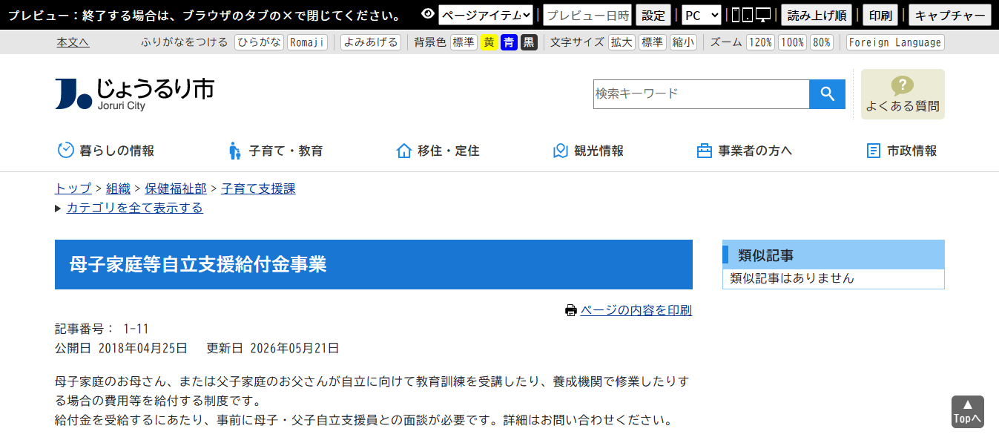 プレビュー：終了する場合は、ブラウザのタブの×で閉じてください。 ページアイテム | プレビュー日時 設定 | PC | | 読み上げ順 | 印刷 | キャプチャー
本文へ ふりがなをつける ひらがな Romaji よみあげる 背景色 標準 黄 青 黒 文字サイズ 拡大 標準 縮小 ズーム 120% 100% 80% Foreign Language
じょうるり市
Joruri City
検索キーワード
?
よくある質問
暮らしの情報 子育て・教育 移住・定住 観光情報 事業者の方へ 市政情報
トップ > 組織 > 保健福祉部 > 子育て支援課
▶ カテゴリを全て表示する
母子家庭等自立支援給付金事業
類似記事
類似記事はありません
ページの内容を印刷
記事番号： 1-11
公開日 2018年04月25日 更新日 2026年05月21日
母子家庭のお母さん、または父子家庭のお父さんが自立に向けて教育訓練を受講したり、養成機関で修業したりす
る場合の費用等を給付する制度です。
給付金を受給するにあたり、事前に母子・父子自立支援員との面談が必要です。詳細はお問い合わせください。
▲
Topへ